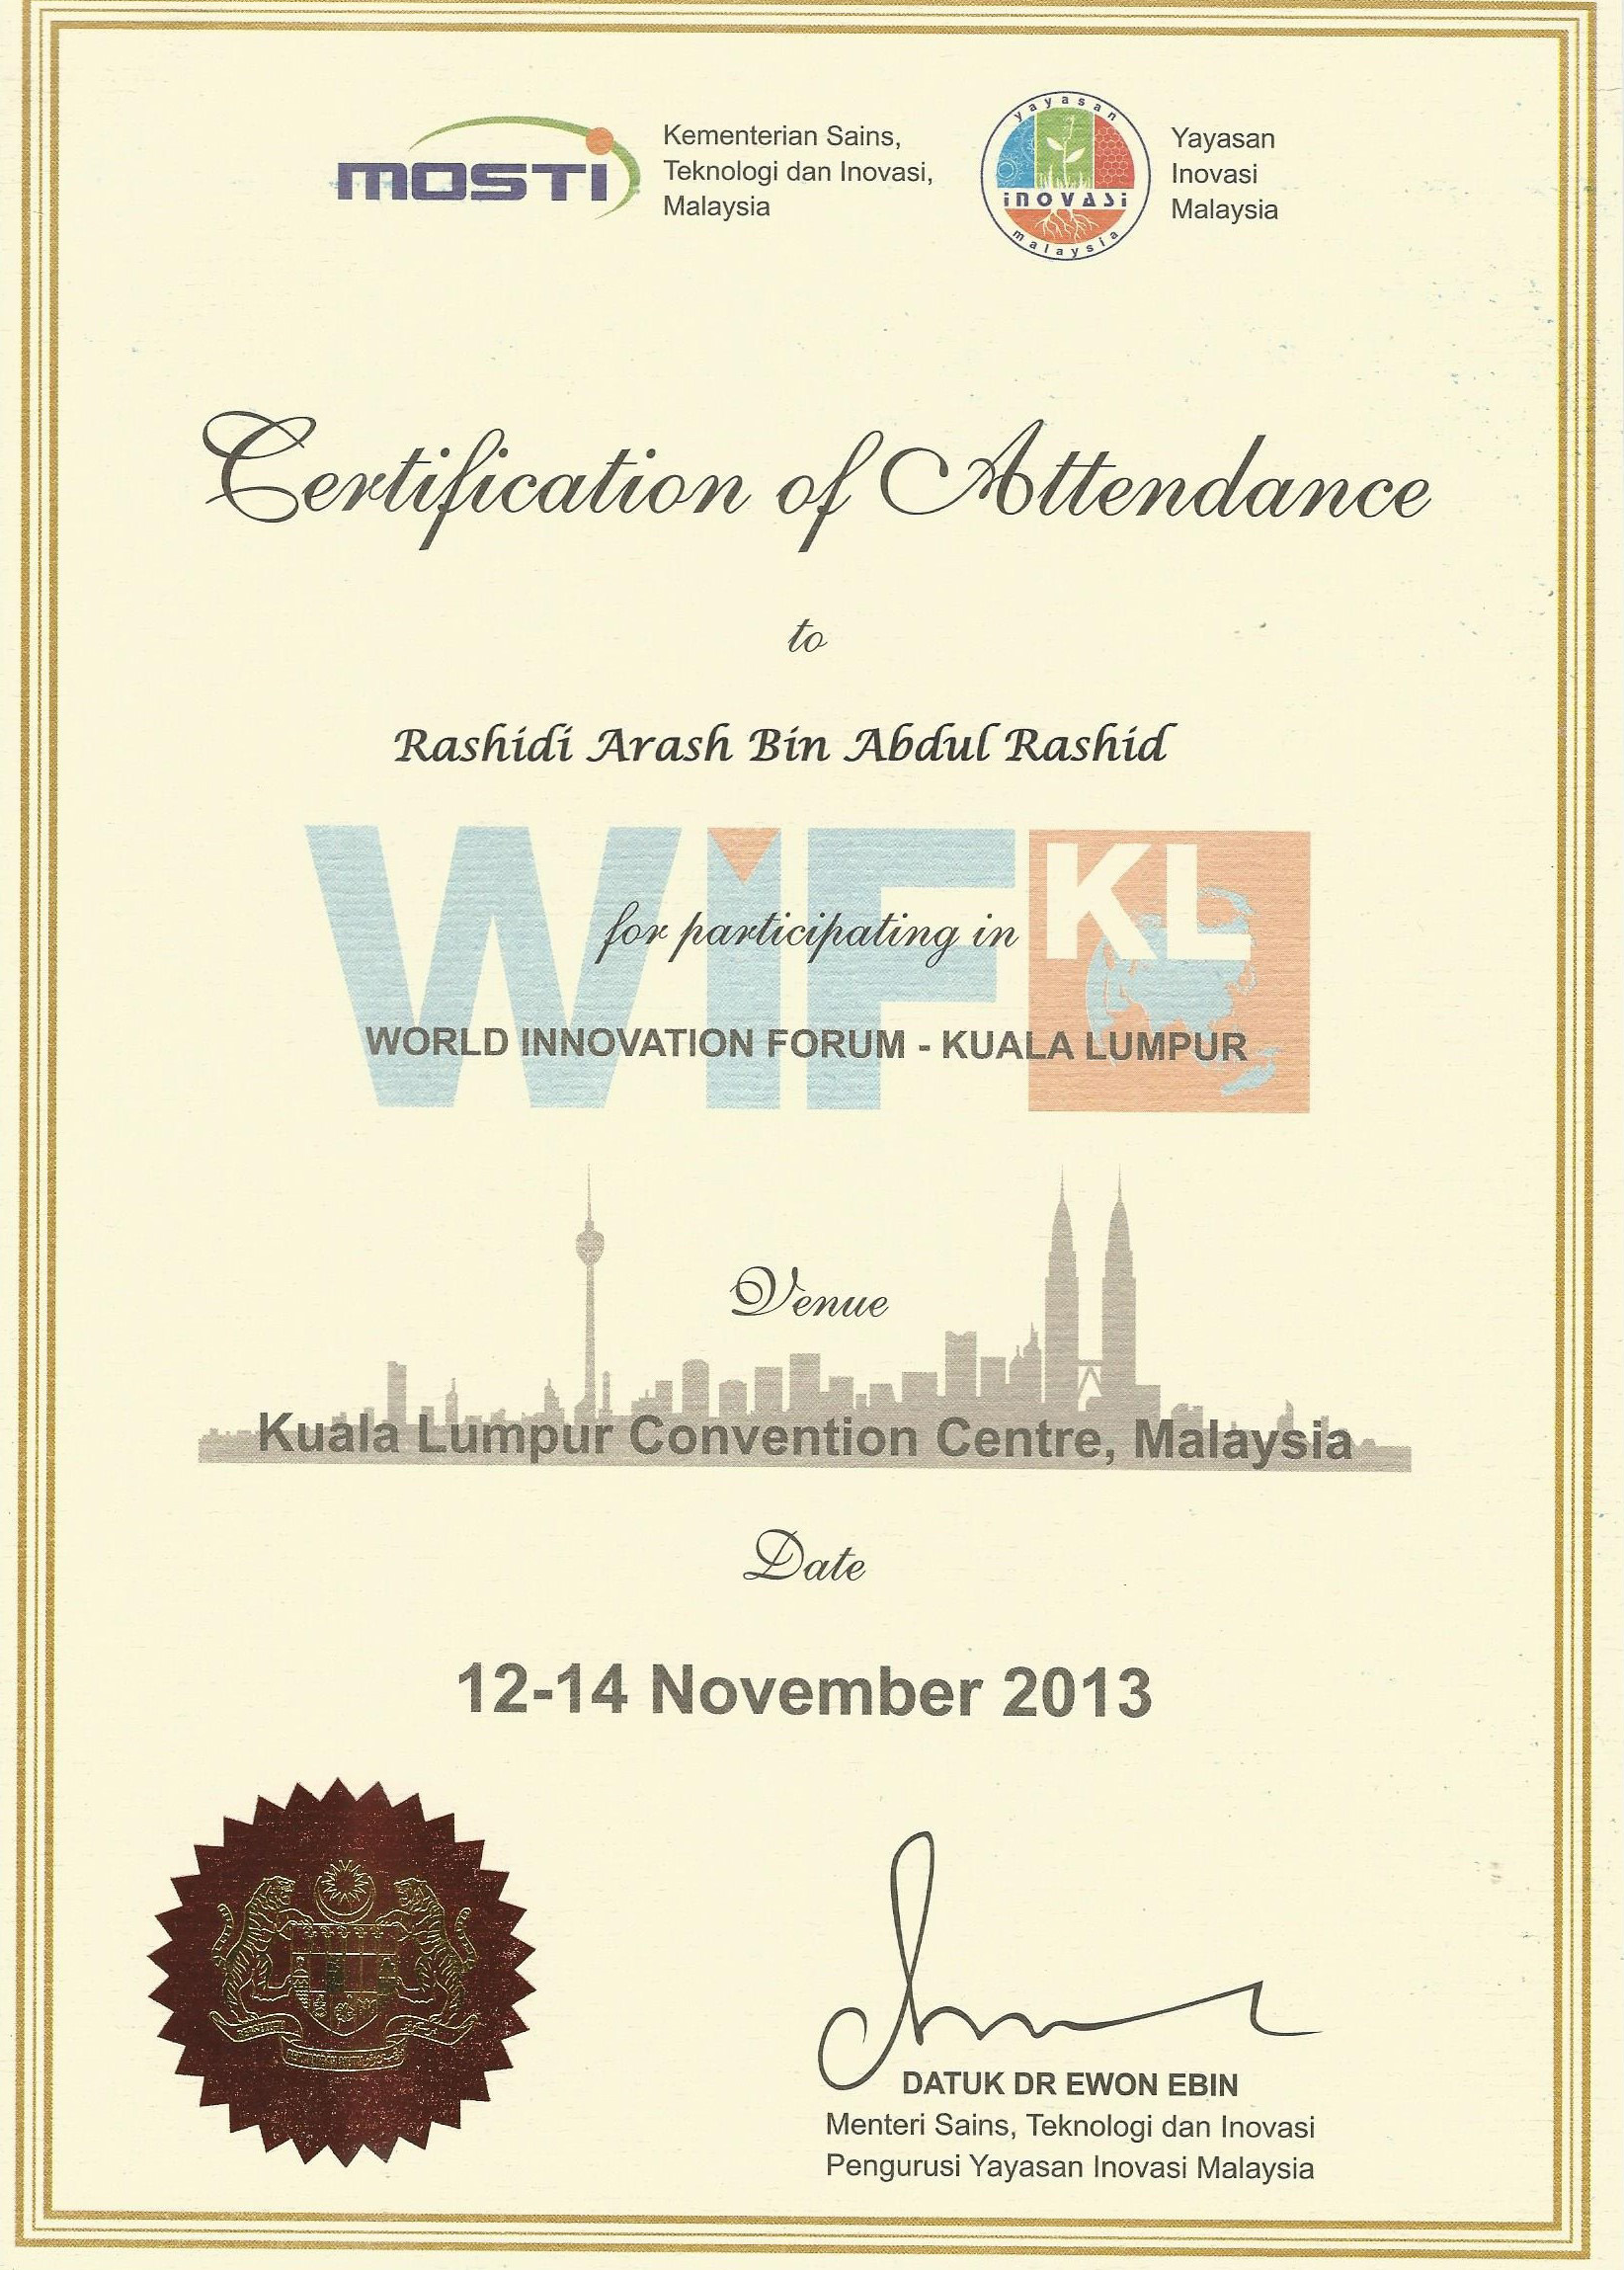 MOSTI
Kementerian Sains,
Teknologi dan Inovasi,
Malaysia
yayasan
iNOVASi
malaysia
Yayasan
Inovasi
Malaysia
Certification of Attendance
to
Rashidi Arash Bin Abdul Rashid
WiF KL
for participating in
WORLD INNOVATION FORUM - KUALA LUMPUR
Venue
Kuala Lumpur Convention Centre, Malaysia
Date
12-14 November 2013
DATUK DR EWON EBIN
Menteri Sains, Teknologi dan Inovasi
Pengurusi Yayasan Inovasi Malaysia